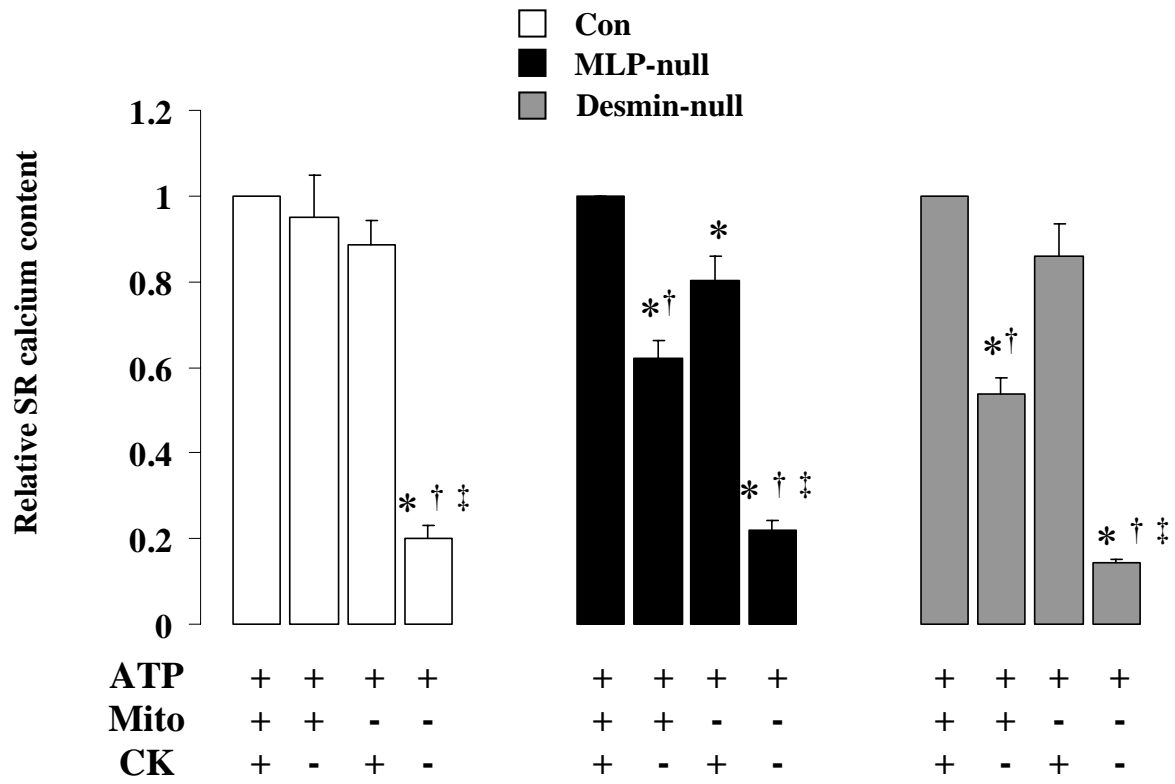 Con
MLP-null
Desmin-null
Relative SR calcium content
1.2
1
0.8
0.6
0.4
0.2
0
* † ‡
*†
*
* † ‡
*†
* † ‡
ATP + + + + + + + + + + + +
Mito + + - - + + - - + + - -
CK + - + - + - + - + - + -